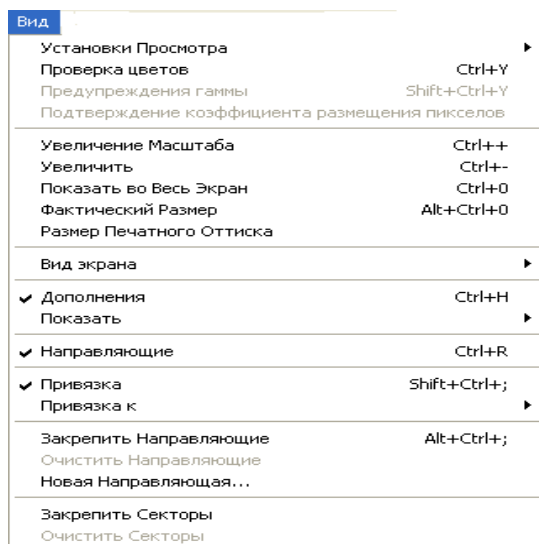 Вид
Установки Просмотра
Проверка цветов Ctrl+Y
Предупреждения гаммы Shift+Ctrl+Y
Подтверждение коэффициента размещения пикселов
Увеличение Масштаба Ctrl++
Увеличить Ctrl+-
Показать во Весь Экран Ctrl+0
Фактический Размер Alt+Ctrl+0
Размер Печатного Оттиска
Вид экрана
Дополнения Ctrl+H
Показать
Направляющие Ctrl+R
Привязка Shift+Ctrl+;
Привязка к
Закрепить Направляющие Alt+Ctrl+;
Очистить Направляющие
Новая Направляющая...
Закрепить Секторы
Очистить Секторы